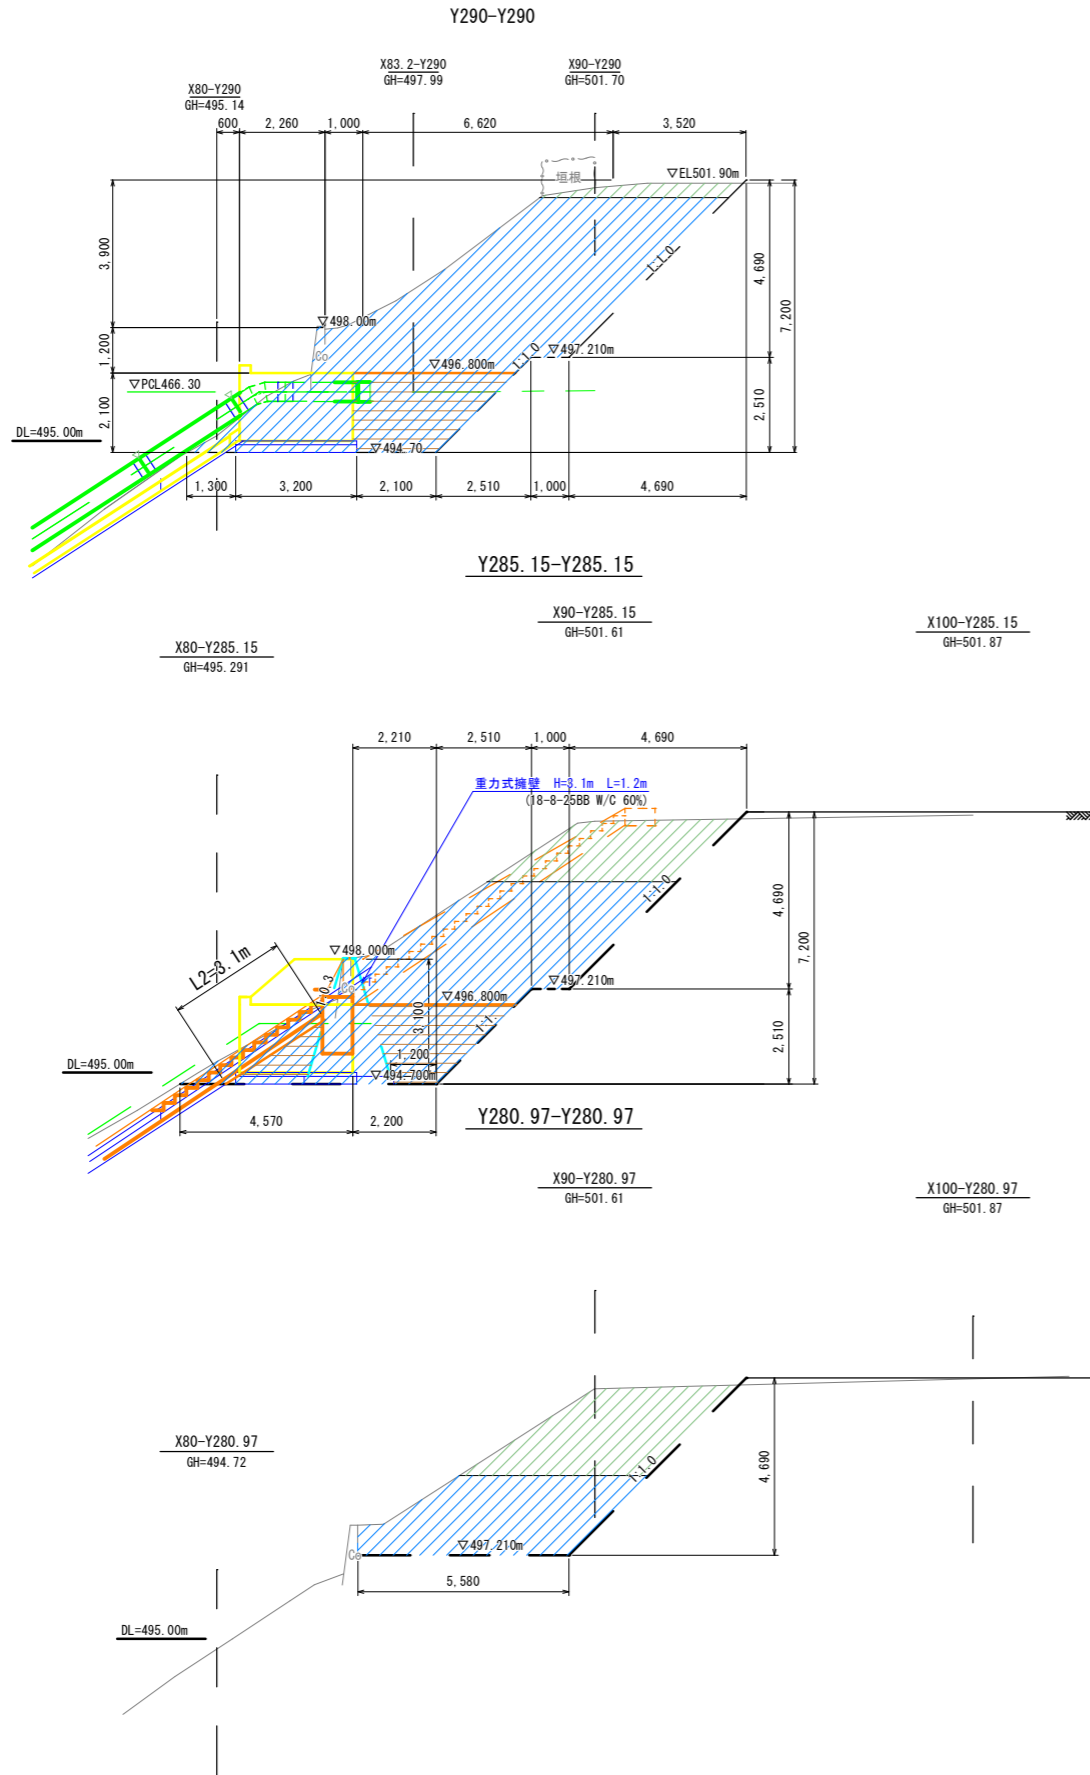 Y290-Y290
X83.2-Y290
GH=497.99
X90-Y290
GH=501.70
X80-Y290
GH=495.14
600
2,260
1,000
6,620
3,520
垣根
▽EL501.90m
3,900
4,690
7,200
1:1.0
▽498.00m
Co
1,200
1:1.0
▽497.210m
▽496.800m
▽PCL466.30
2,100
2,510
DL=495.00m
▽494.70
1,300
3,200
2,100
2,510
1,000
4,690
Y285.15-Y285.15
X90-Y285.15
GH=501.61
X100-Y285.15
GH=501.87
X80-Y285.15
GH=495.291
2,210
2,510
1,000
4,690
重力式擁壁 H=3.1m L=1.2m
(18-8-25BB W/C 60%)
1:1.0
4,690
7,200
▽498.000m
L2=3.1m
Co
▽497.210m
▽496.800m
3,100
1:1.
2,510
1,200
DL=495.00m
▽494.700m
4,570
2,200
Y280.97-Y280.97
X90-Y280.97
GH=501.61
X100-Y280.97
GH=501.87
X80-Y280.97
GH=494.72
1:1.0
4,690
▽497.210m
Co
5,580
DL=495.00m